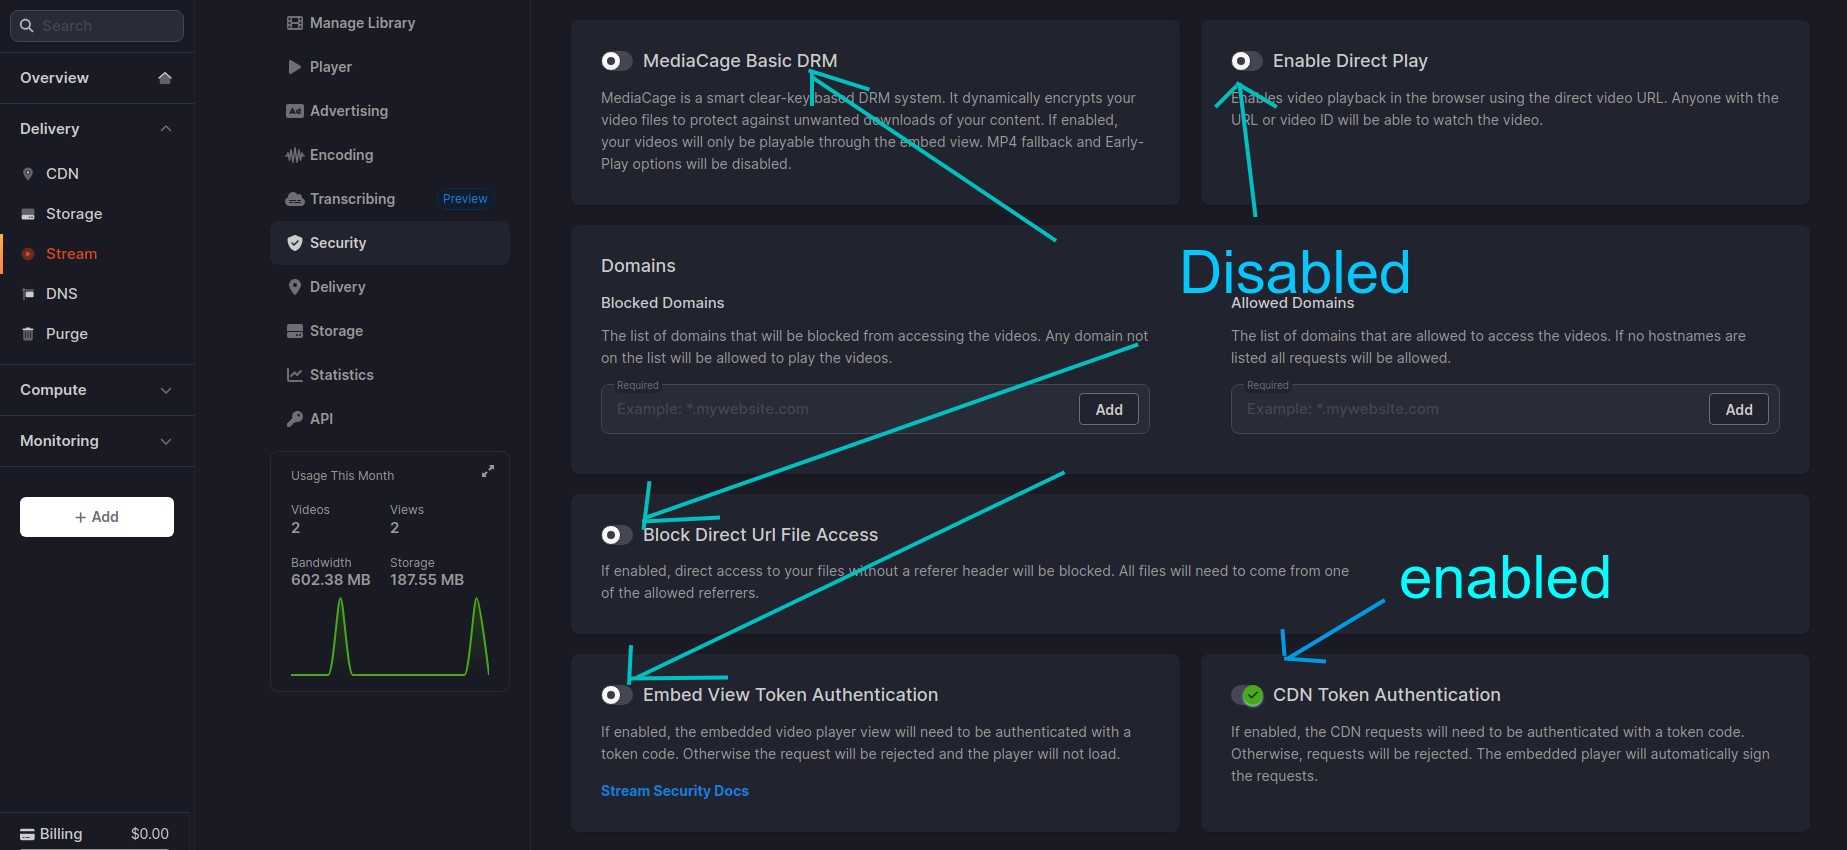 Search
Overview
Delivery
CDN
Storage
Stream
DNS
Purge
Compute
Monitoring
+ Add
Billing $0.00
Manage Library
Player
Advertising
Encoding
Transcribing Preview
Security
Delivery
Storage
Statistics
API
Usage This Month
Videos Views
2 2
Bandwidth Storage
602.38 MB 187.55 MB
MediaCage Basic DRM
MediaCage is a smart clear-key based DRM system. It dynamically encrypts your
video files to protect against unwanted downloads of your content. If enabled,
your videos will only be playable through the embed view. MP4 fallback and Early-
Play options will be disabled.
Enable Direct Play
Enables video playback in the browser using the direct video URL. Anyone with the
URL or video ID will be able to watch the video.
Disabled
Domains
Blocked Domains
The list of domains that will be blocked from accessing the videos. Any domain not
on the list will be allowed to play the videos.
Required
Example: *.mywebsite.com
Add
Allowed Domains
The list of domains that are allowed to access the videos. If no hostnames are
listed all requests will be allowed.
Required
Example: *.mywebsite.com
Add
Block Direct Url File Access
If enabled, direct access to your files without a referer header will be blocked. All files will need to come from one
of the allowed referrers.
enabled
Embed View Token Authentication
If enabled, the embedded video player view will need to be authenticated with a
token code. Otherwise the request will be rejected and the player will not load.
Stream Security Docs
CDN Token Authentication
If enabled, the CDN requests will need to be authenticated with a token code.
Otherwise, requests will be rejected. The embedded player will automatically sign
the requests.